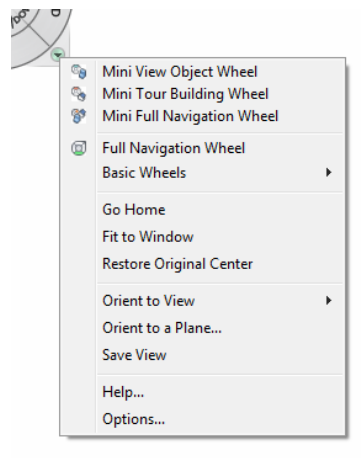 Mini View Object Wheel
Mini Tour Building Wheel
Mini Full Navigation Wheel
Full Navigation Wheel
Basic Wheels
Go Home
Fit to Window
Restore Original Center
Orient to View
Orient to a Plane...
Save View
Help...
Options...